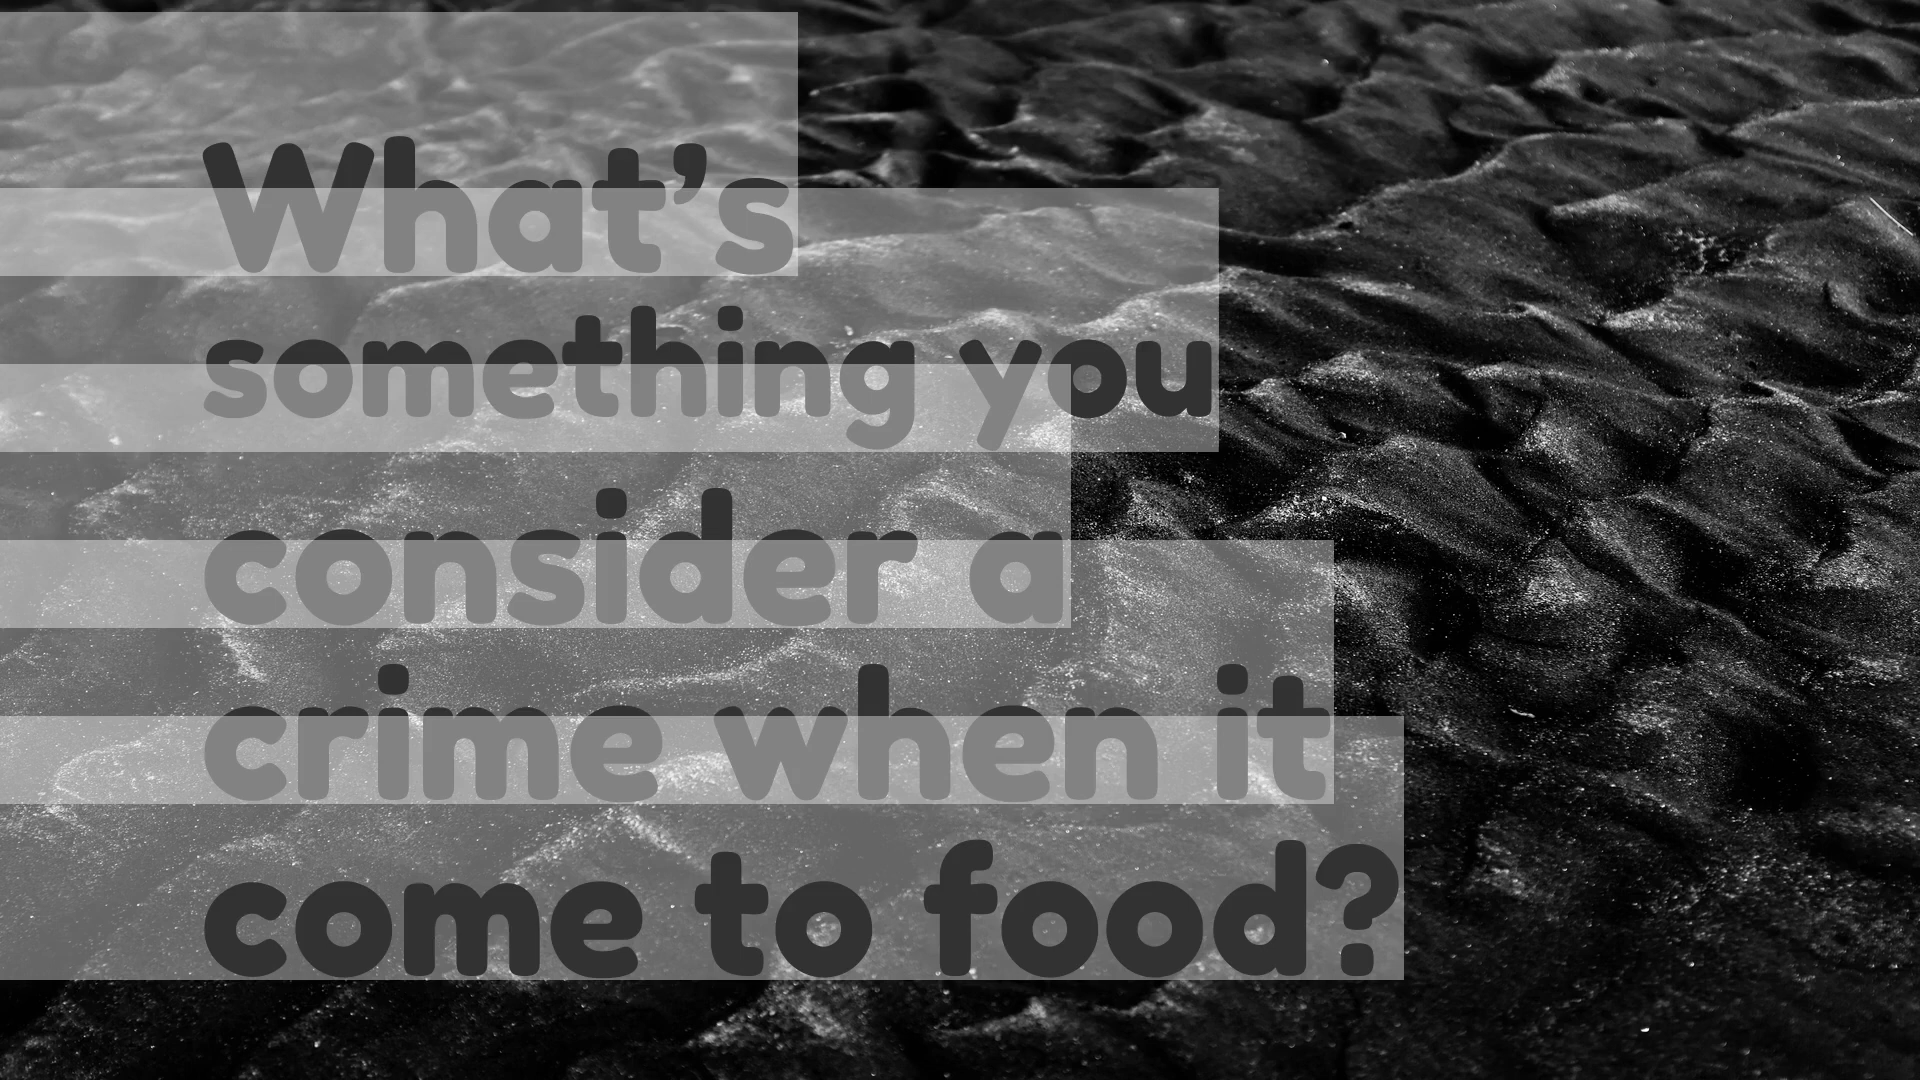 What’s
something you
consider a
crime when it
come to food?